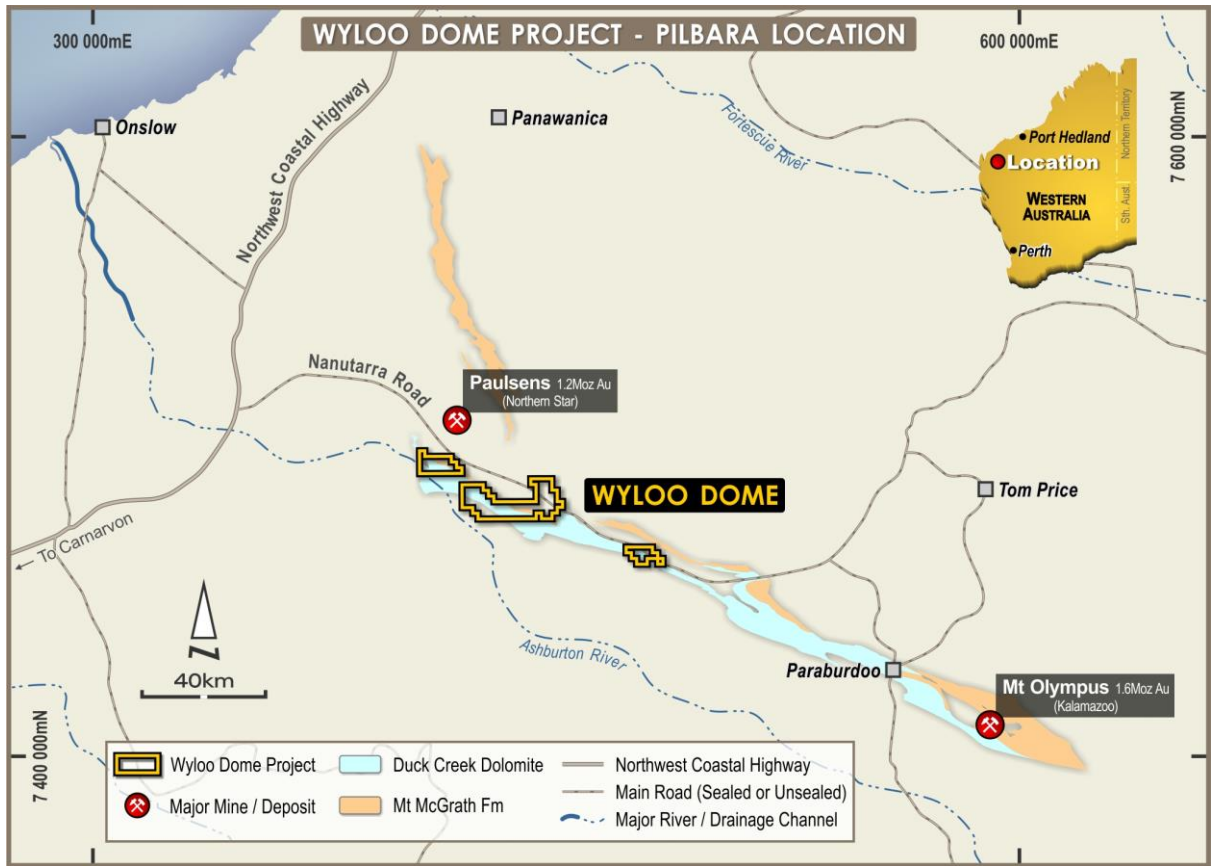 WYLOO DOME PROJECT - PILBARA LOCATION
300 000mE
600 000mE
7 600 000mN
7 400 000mN
Onslow
Panawanica
Northwest Coastal Highway
Fortescue River
Port Hedland
Location
WESTERN
AUSTRALIA
Perth
Northern Territory
Sth. Aust.
Nanutarra Road
Paulsens 1.2Moz Au
(Northern Star)
WYLOO DOME
Tom Price
To Carnarvon
Ashburton River
Paraburdoo
Mt Olympus 1.6Moz Au
(Kalamazoo)
N
40km
Wyloo Dome Project
Duck Creek Dolomite
Northwest Coastal Highway
Major Mine / Deposit
Mt McGrath Fm
Main Road (Sealed or Unsealed)
Major River / Drainage Channel